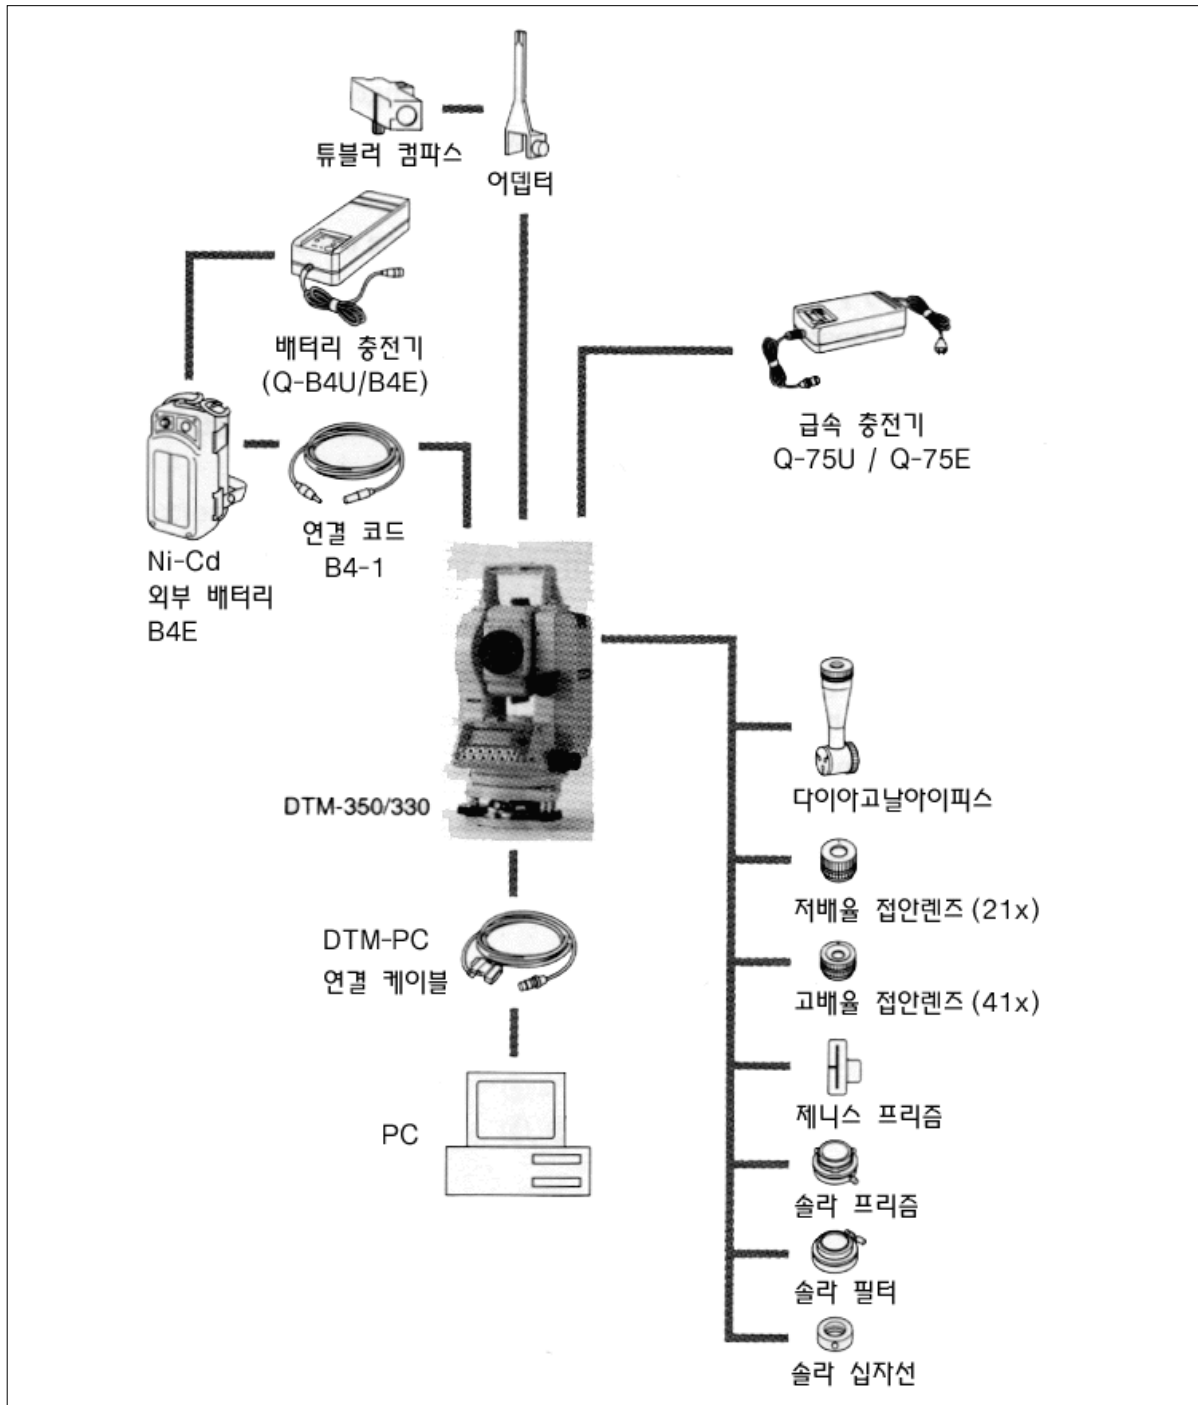 튜블러 컴파스
어뎁터
배터리 충전기
(Q-B4U/B4E)
급속 충전기
Q-75U / Q-75E
연결 코드
B4-1
Ni-Cd
외부 배터리
B4E
DTM-350/330
다이아고날아이피스
저배율 접안렌즈 (21x)
고배율 접안렌즈 (41x)
DTM-PC
연결 케이블
제니스 프리즘
PC
솔라 프리즘
솔라 필터
솔라 십자선